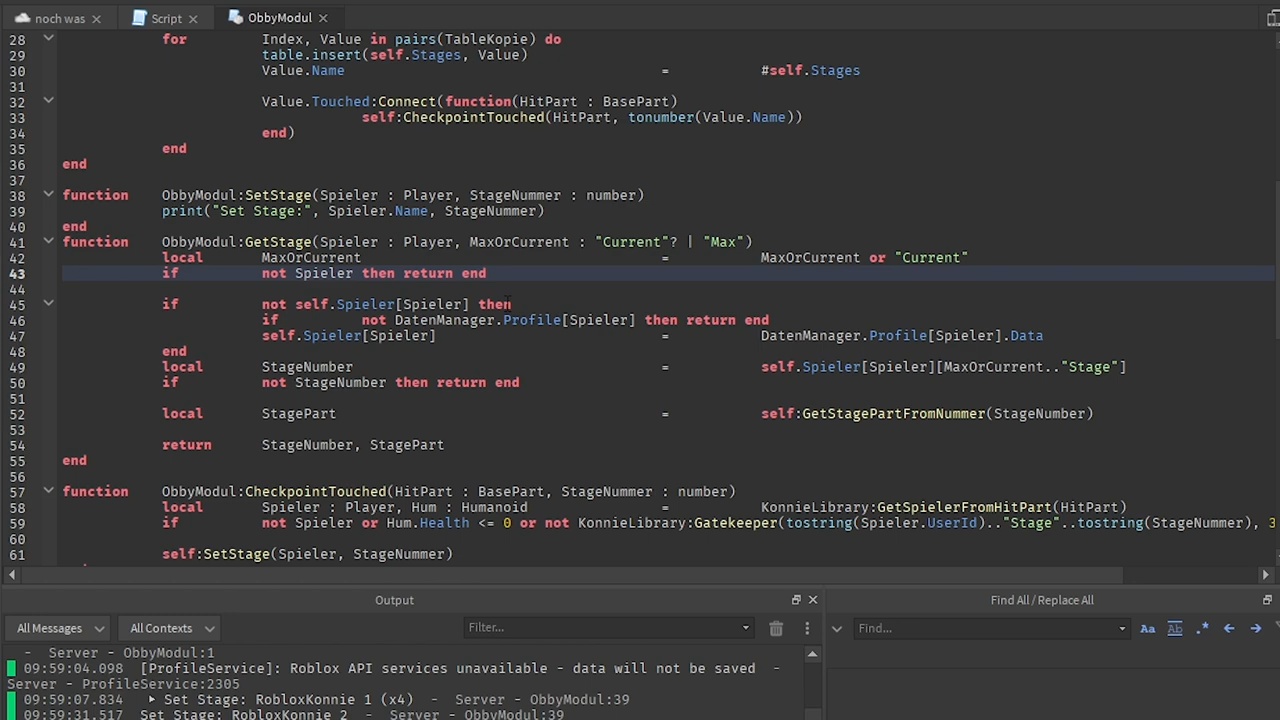 noch was
Script
ObbyModul
28 for Index, Value in pairs(TableKopie) do
29 table.insert(self.Stages, Value)
30 Value.Name = #self.Stages
31
32 Value.Touched:Connect(function(HitPart : BasePart)
33 self:CheckpointTouched(HitPart, tonumber(Value.Name))
34 end)
35 end
36 end
37
38 function ObbyModul:SetStage(Spieler : Player, StageNummer : number)
39 print("Set Stage:", Spieler.Name, StageNummer)
40 end
41 function ObbyModul:GetStage(Spieler : Player, MaxOrCurrent : "Current"? | "Max")
42 local MaxOrCurrent = MaxOrCurrent or "Current"
43 if not Spieler then return end
44
45 if not self.Spieler[Spieler] then
46 if not DatenManager.Profile[Spieler] then return end
47 self.Spieler[Spieler] = DatenManager.Profile[Spieler].Data
48 end
49 local StageNumber = self.Spieler[Spieler][MaxOrCurrent.."Stage"]
50 if not StageNumber then return end
51
52 local StagePart = self:GetStagePartFromNummer(StageNumber)
53
54 return StageNumber, StagePart
55 end
56
57 function ObbyModul:CheckpointTouched(HitPart : BasePart, StageNummer : number)
58 local Spieler : Player, Hum : Humanoid = KonnieLibrary:GetSpielerFromHitPart(HitPart)
59 if not Spieler or Hum.Health <= 0 or not KonnieLibrary:Gatekeeper(tostring(Spieler.UserId).."Stage"..tostring(StageNummer), 3
60
61 self:SetStage(Spieler, StageNummer)
Output
All Messages All Contexts Filter...
- Server - ObbyModul:1
09:59:04.098 [ProfileService]: Roblox API services unavailable - data will not be saved -
Server - ProfileService:2305
09:59:07.834 ▶ Set Stage: RobloxKonnie 1 (x4) - Server - ObbyModul:39
09:59:31.517 Set Stage: RobloxKonnie 2 - Server - ObbyModul:39
Find All / Replace All
Find... Aa Ab .*